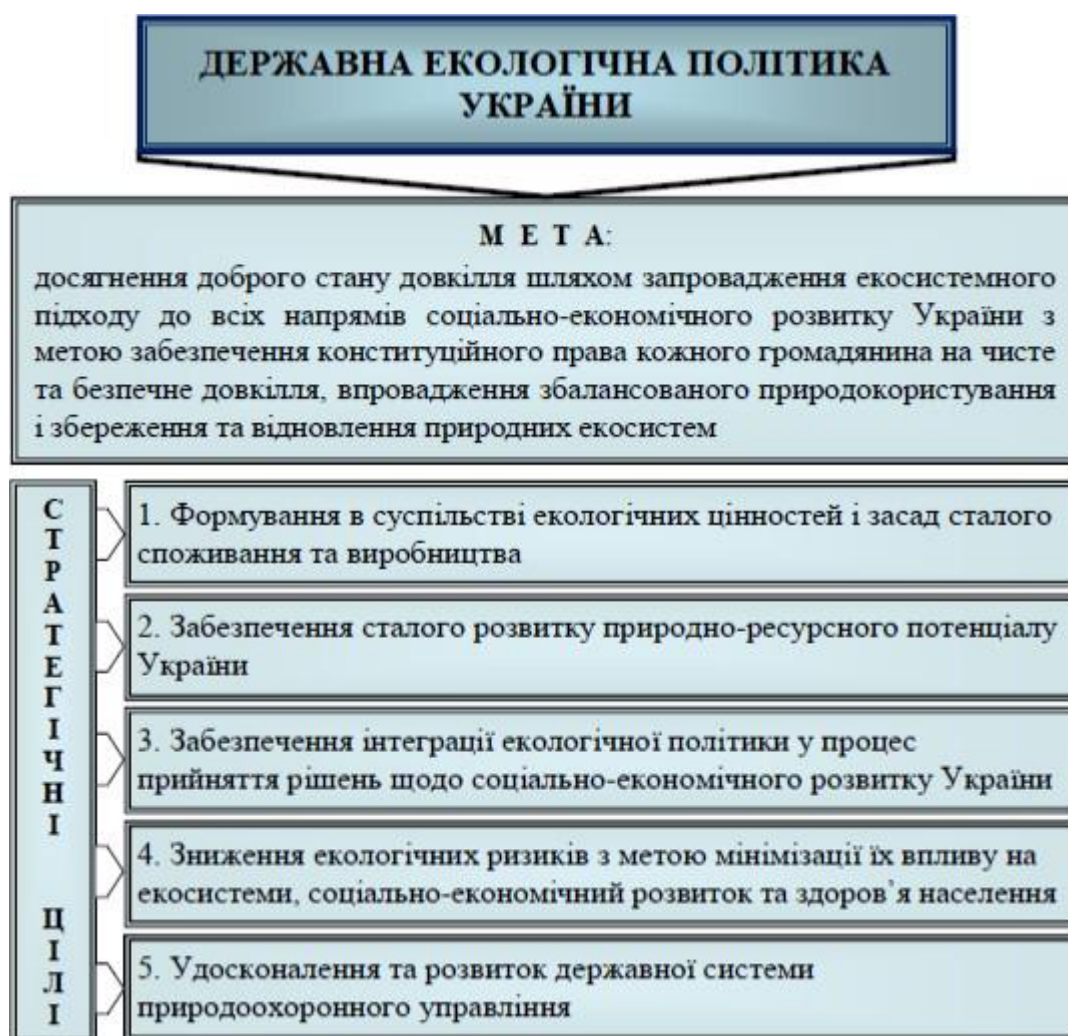 ДЕРЖАВНА ЕКОЛОГІЧНА ПОЛІТИКА
УКРАЇНИ
М Е Т А:
досягнення доброго стану довкілля шляхом запровадження екосистемного
підходу до всіх напрямів соціально-економічного розвитку України з
метою забезпечення конституційного права кожного громадянина на чисте
та безпечне довкілля, впровадження збалансованого природокористування
і збереження та відновлення природних екосистем
СТРАТЕГІЧНІ ЦІЛІ
1. Формування в суспільстві екологічних цінностей і засад сталого
споживання та виробництва
2. Забезпечення сталого розвитку природно-ресурсного потенціалу
України
3. Забезпечення інтеграції екологічної політики у процес
прийняття рішень щодо соціально-економічного розвитку України
4. Зниження екологічних ризиків з метою мінімізації їх впливу на
екосистеми, соціально-економічний розвиток та здоров’я населення
5. Удосконалення та розвиток державної системи
природоохоронного управління